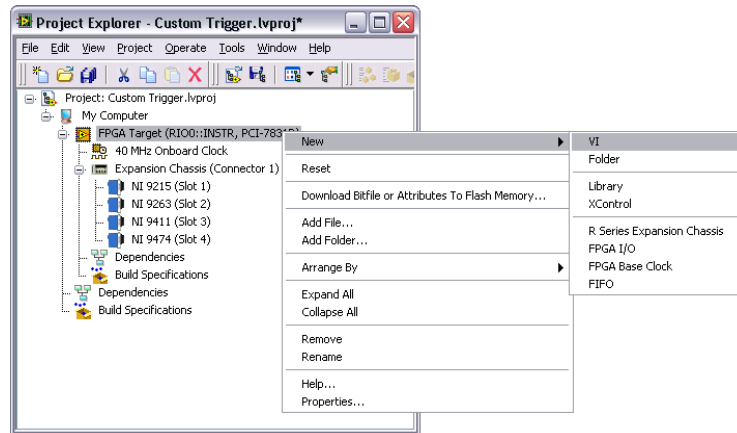 Project Explorer - Custom Trigger.lvproj*
File Edit View Project Operate Tools Window Help
Project: Custom Trigger.lvproj
My Computer
FPGA Target (RIO0::INSTR, PCI-7831R)
40 MHz Onboard Clock
Expansion Chassis (Connector 1)
NI 9215 (Slot 1)
NI 9263 (Slot 2)
NI 9411 (Slot 3)
NI 9474 (Slot 4)
Dependencies
Build Specifications
Dependencies
Build Specifications
New
Reset
Download Bitfile or Attributes To Flash Memory...
Add File...
Add Folder...
Arrange By
Expand All
Collapse All
Remove
Rename
Help...
Properties...
VI
Folder
Library
XControl
R Series Expansion Chassis
FPGA I/O
FPGA Base Clock
FIFO